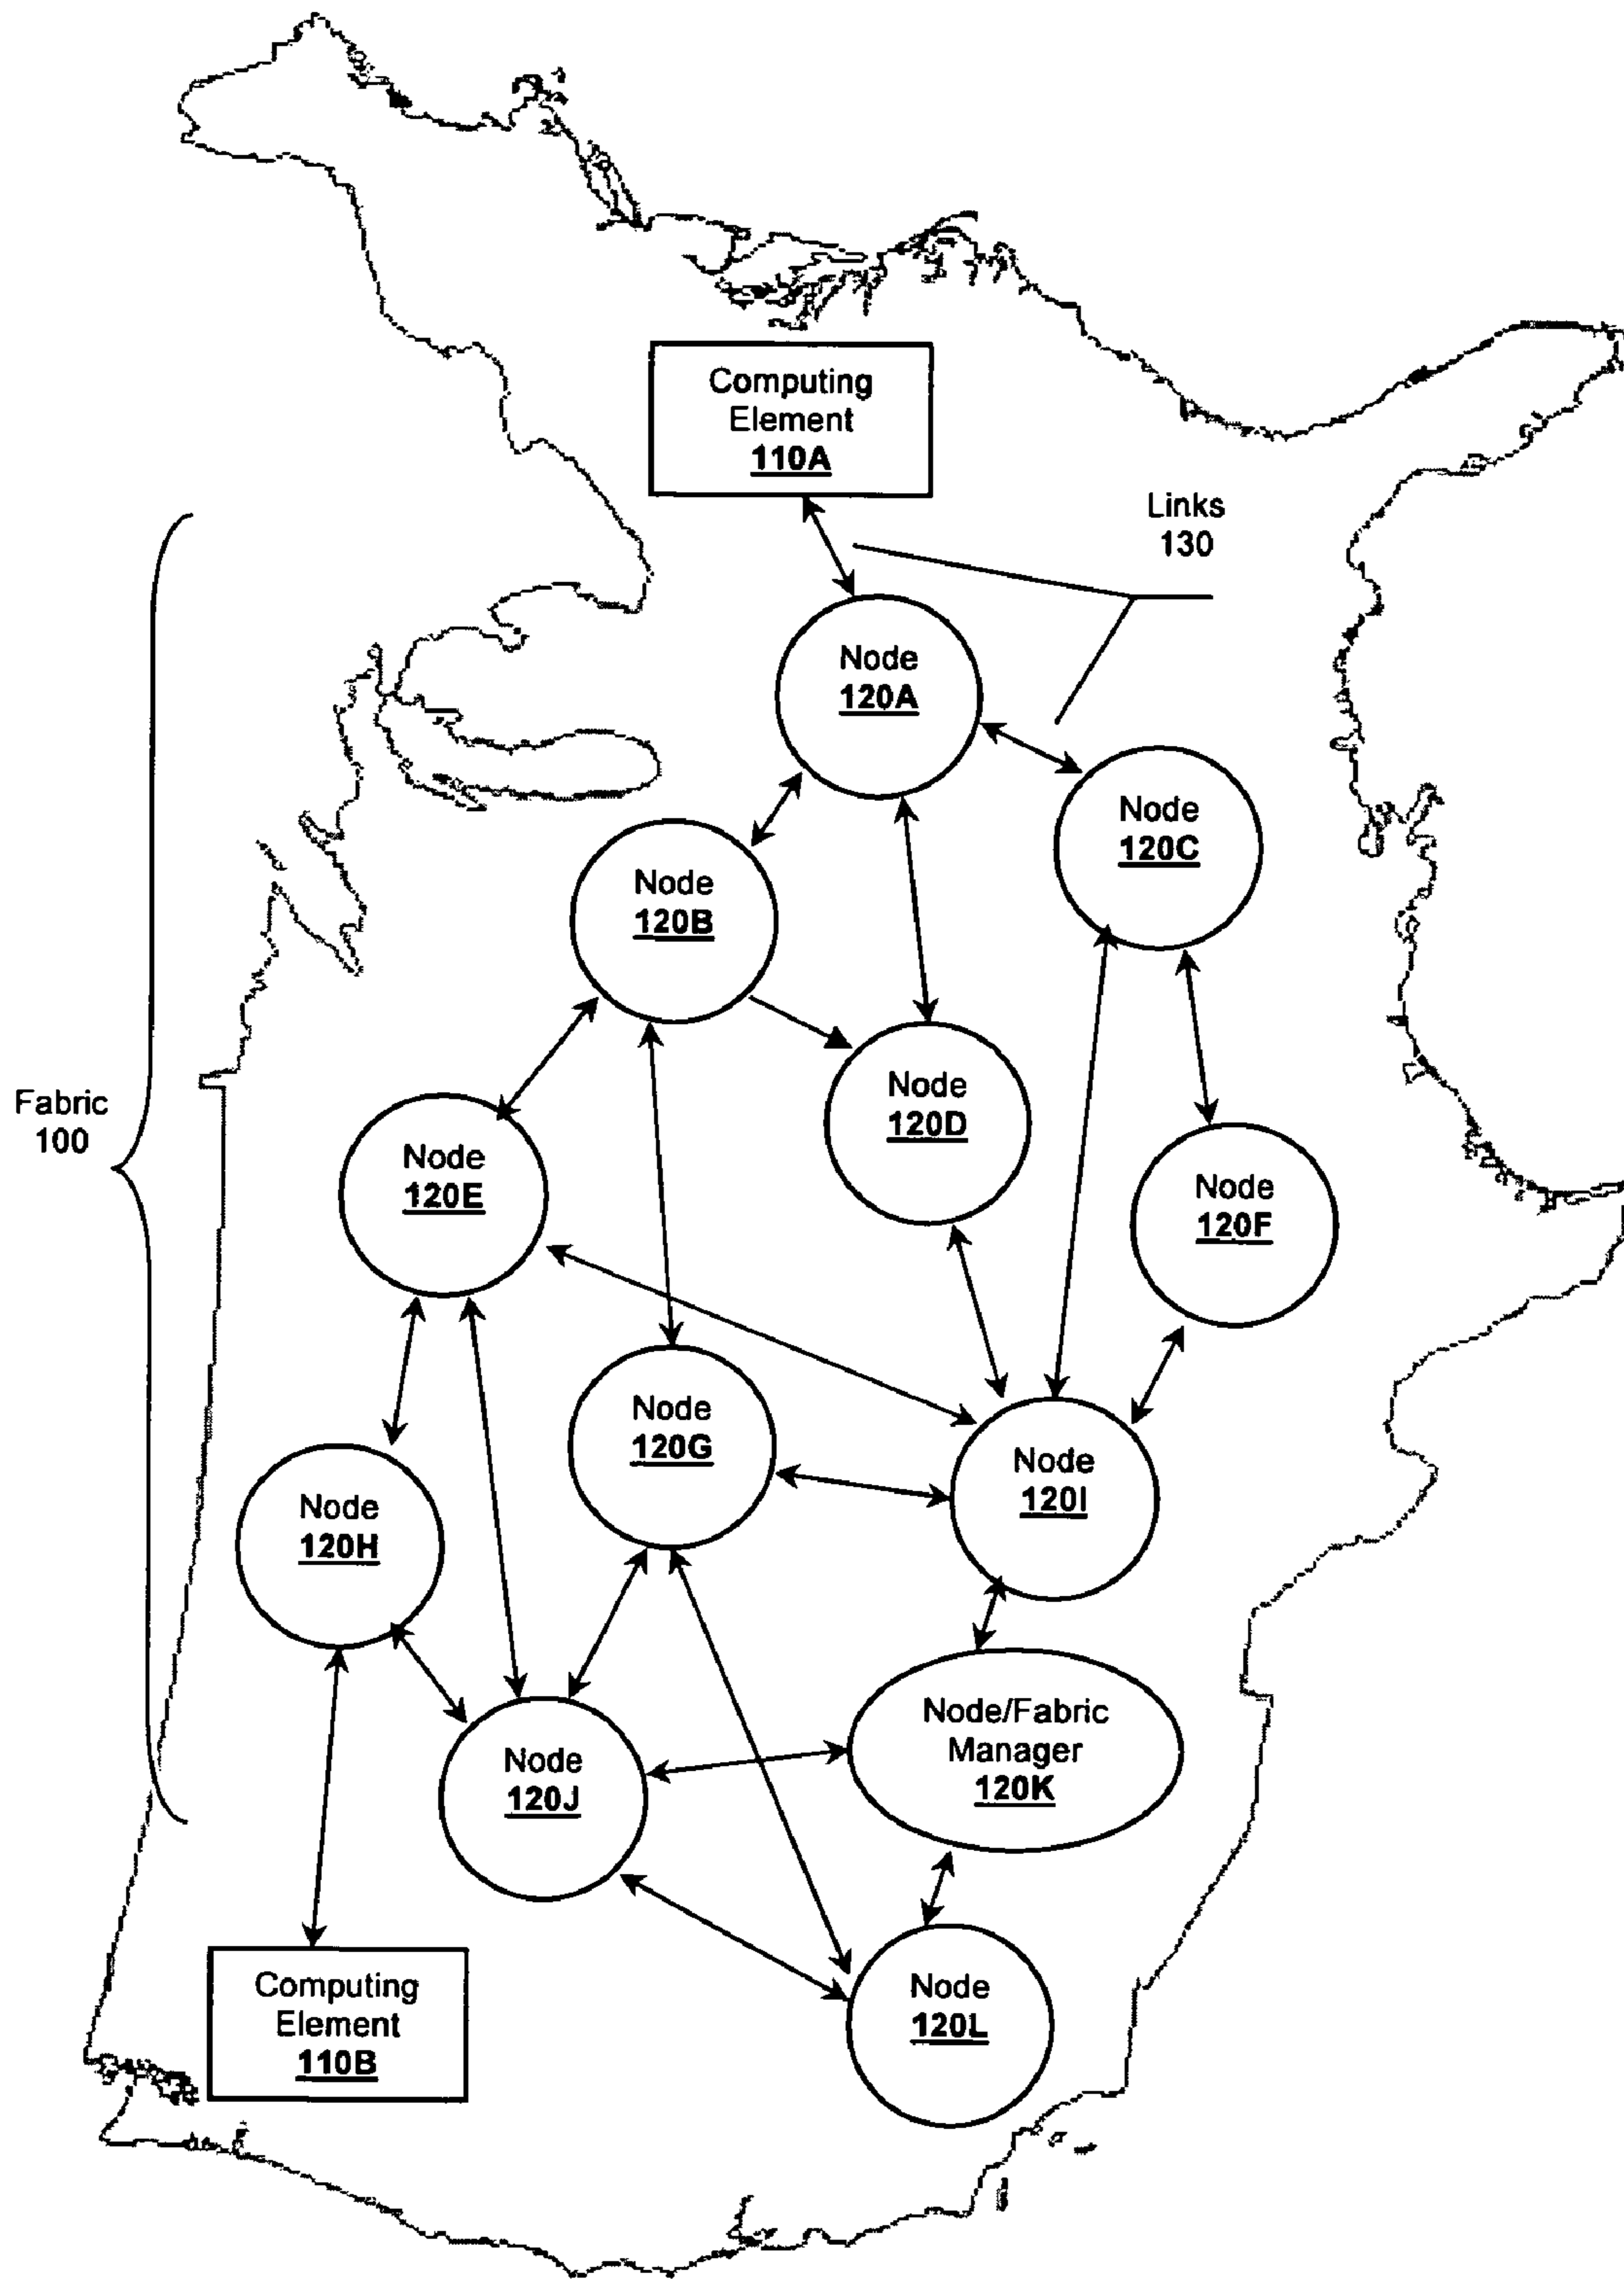 Computing
Element
110A
Links
130
Node
120A
Node
120C
Node
120B
Node
120D
Fabric
100
Node
120E
Node
120F
Node
120G
Node
120I
Node
120H
Node/Fabric
Manager
120K
Node
120J
Computing
Element
110B
Node
120L